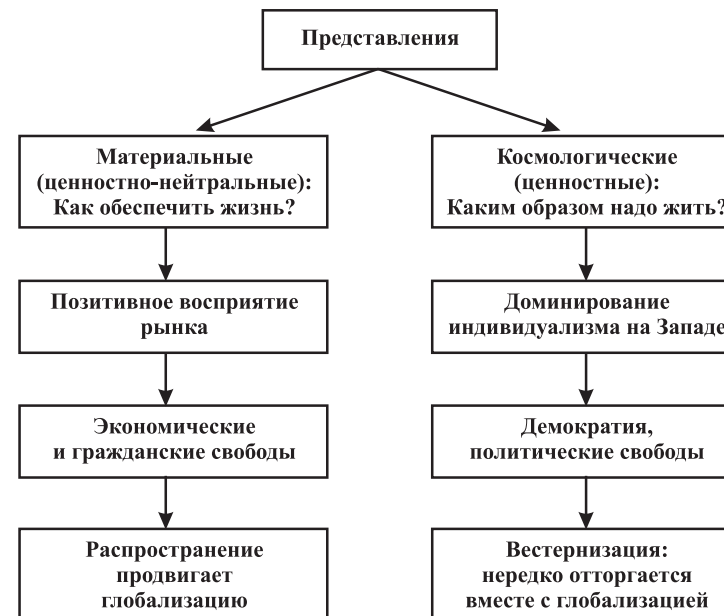 Представления
Материальные
(ценностно-нейтральные):
Как обеспечить жизнь?
Космологические
(ценностные):
Каким образом надо жить?
Позитивное восприятие
рынка
Доминирование
индивидуализма на Западе
Экономические
и гражданские свободы
Демократия,
политические свободы
Распространение
продвигает
глобализацию
Вестернизация:
нередко отторгается
вместе с глобализацией